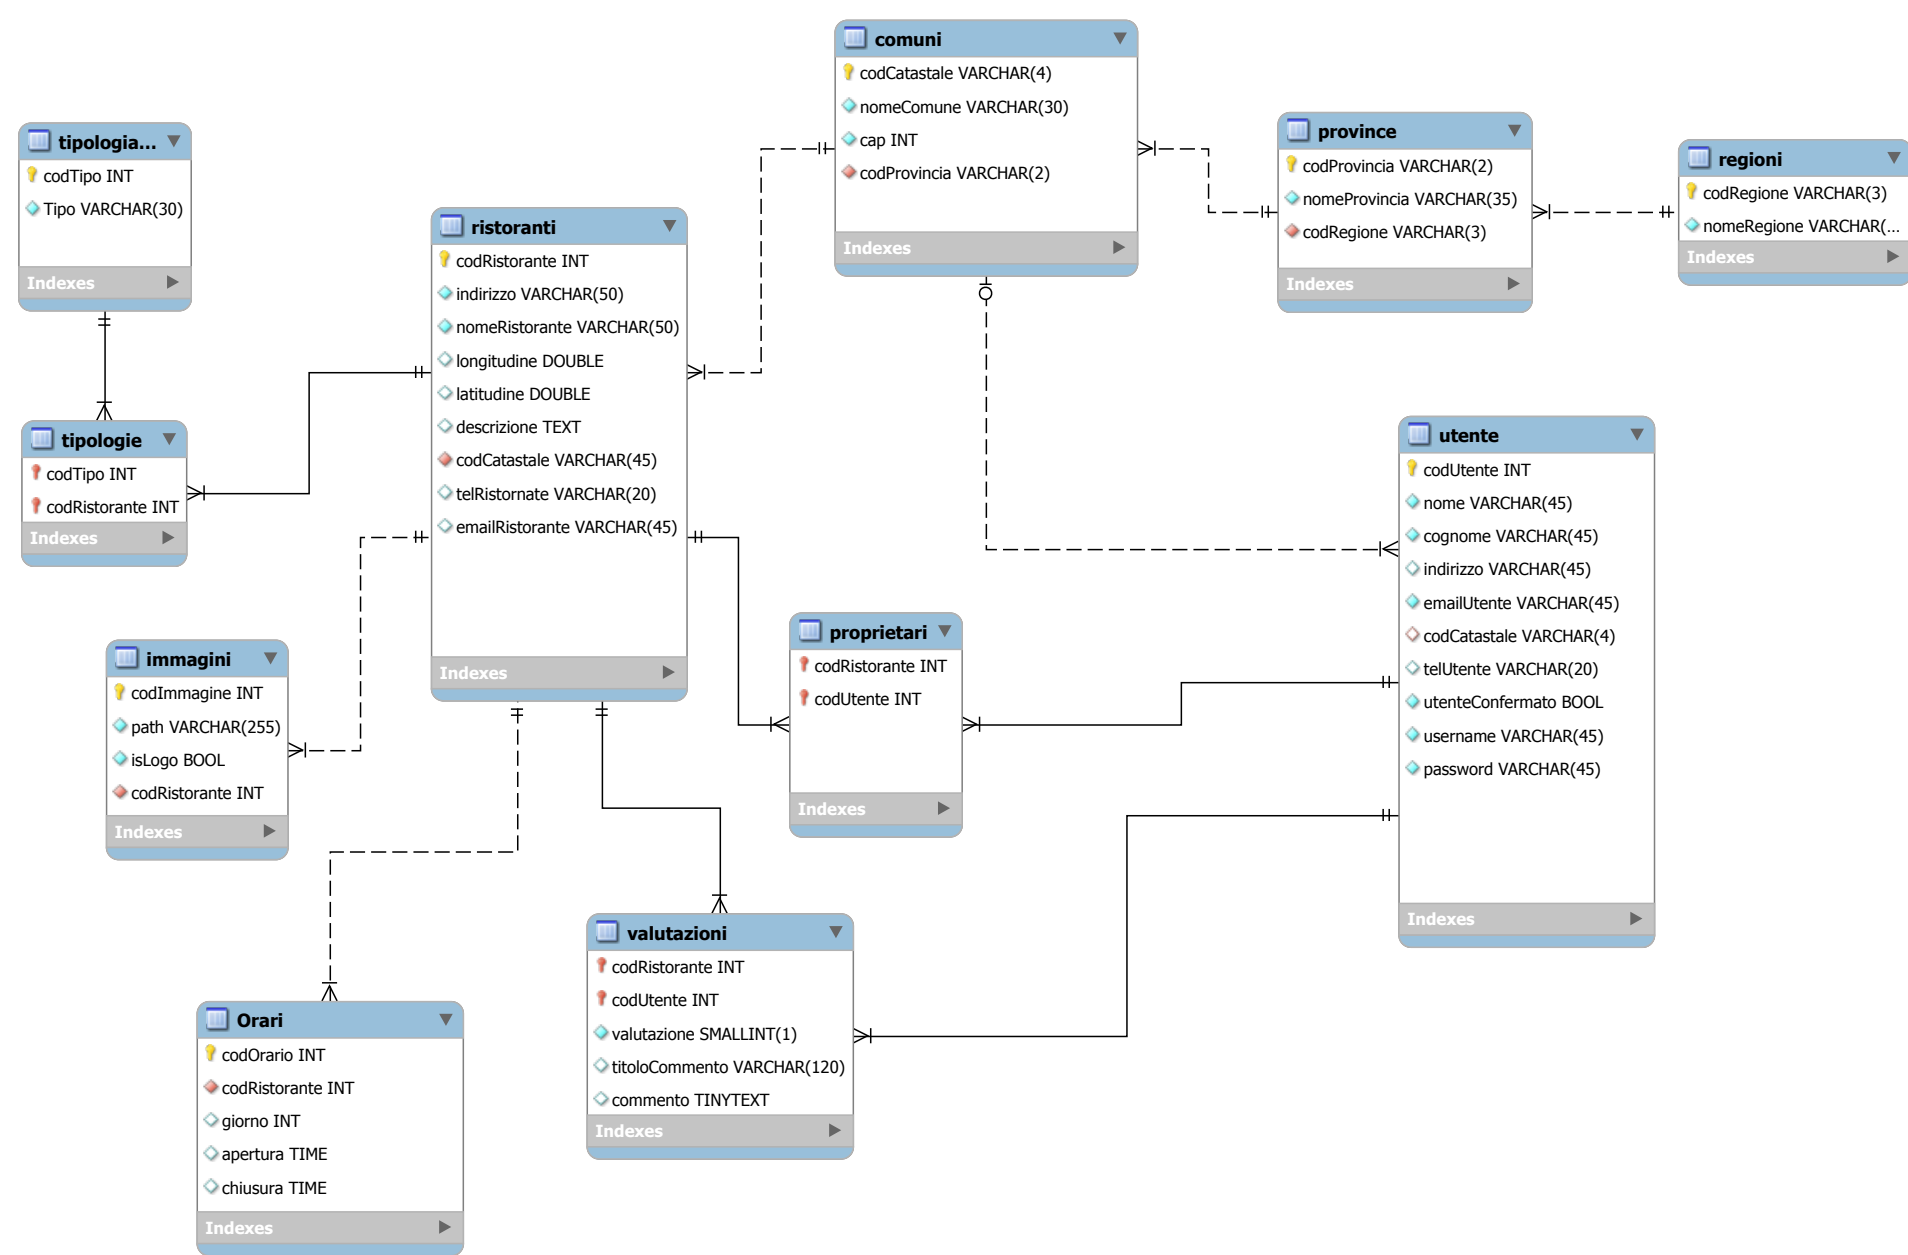 comuni
codCatastale VARCHAR(4)
nomeComune VARCHAR(30)
cap INT
codProvincia VARCHAR(2)
Indexes
province
codProvincia VARCHAR(2)
nomeProvincia VARCHAR(35)
codRegione VARCHAR(3)
Indexes
regioni
codRegione VARCHAR(3)
nomeRegione VARCHAR(...
Indexes
tipologia...
codTipo INT
Tipo VARCHAR(30)
Indexes
ristoranti
codRistorante INT
indirizzo VARCHAR(50)
nomeRistorante VARCHAR(50)
longitudine DOUBLE
latitudine DOUBLE
descrizione TEXT
codCatastale VARCHAR(45)
telRistornate VARCHAR(20)
emailRistorante VARCHAR(45)
Indexes
tipologie
codTipo INT
codRistorante INT
Indexes
utente
codUtente INT
nome VARCHAR(45)
cognome VARCHAR(45)
indirizzo VARCHAR(45)
emailUtente VARCHAR(45)
codCatastale VARCHAR(4)
telUtente VARCHAR(20)
utenteConfermato BOOL
username VARCHAR(45)
password VARCHAR(45)
Indexes
proprietari
codRistorante INT
codUtente INT
Indexes
immagini
codImmagine INT
path VARCHAR(255)
isLogo BOOL
codRistorante INT
Indexes
valutazioni
codRistorante INT
codUtente INT
valutazione SMALLINT(1)
titoloCommento VARCHAR(120)
commento TINYTEXT
Indexes
Orari
codOrario INT
codRistorante INT
giorno INT
apertura TIME
chiusura TIME
Indexes